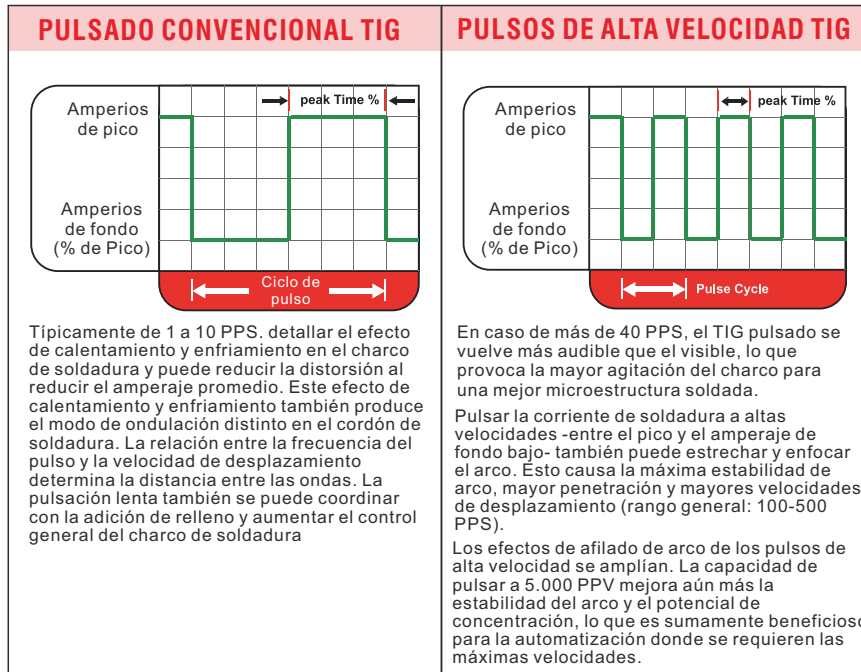 PULSADO CONVENCIONAL TIG
Amperios
de pico
peak Time %
Amperios
de fondo
(% de Pico)
Ciclo de
pulso
Típicamente de 1 a 10 PPS. detallar el efecto
de calentamiento y enfriamiento en el charco
de soldadura y puede reducir la distorsión al
reducir el amperaje promedio. Este efecto de
calentamiento y enfriamiento también produce
el modo de ondulación distinto en el cordón de
soldadura. La relación entre la frecuencia del
pulso y la velocidad de desplazamiento
determina la distancia entre las ondas. La
pulsación lenta también se puede coordinar
con la adición de relleno y aumentar el control
general del charco de soldadura
PULSOS DE ALTA VELOCIDAD TIG
Amperios
de pico
peak Time %
Amperios
de fondo
(% de Pico)
Pulse Cycle
En caso de más de 40 PPS, el TIG pulsado se
vuelve más audible que el visible, lo que
provoca la mayor agitación del charco para
una mejor microestructura soldada.
Pulsar la corriente de soldadura a altas
velocidades -entre el pico y el amperaje de
fondo bajo- también puede estrechar y enfocar
el arco. Esto causa la máxima estabilidad de
arco, mayor penetración y mayores velocidades
de desplazamiento (rango general: 100-500
PPS).
Los efectos de afilado de arco de los pulsos de
alta velocidad se amplían. La capacidad de
pulsar a 5.000 PPV mejora aún más la
estabilidad del arco y el potencial de
concentración, lo que es sumamente beneficioso
para la automatización donde se requieren las
máximas velocidades.